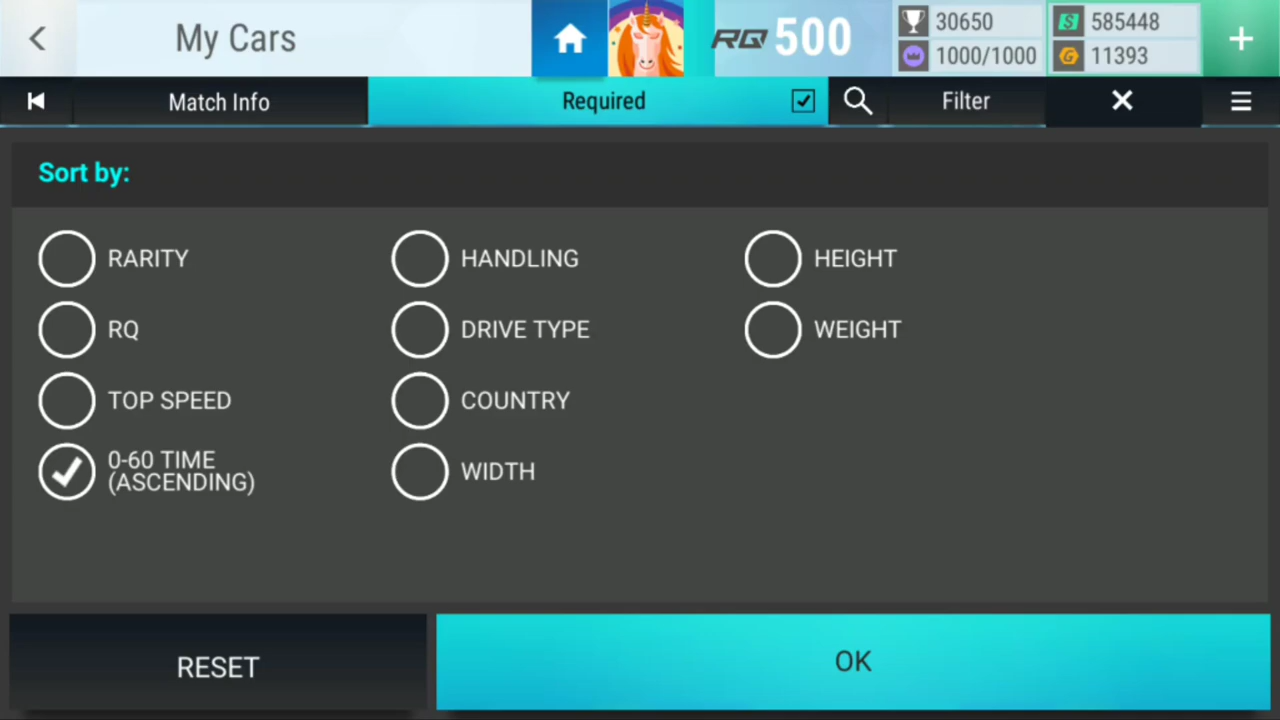 My Cars
RQ 500
30650
1000/1000
585448
11393
Match Info
Required
Filter
Sort by:
RARITY
HANDLING
HEIGHT
RQ
DRIVE TYPE
WEIGHT
TOP SPEED
COUNTRY
0-60 TIME
(ASCENDING)
WIDTH
RESET
OK